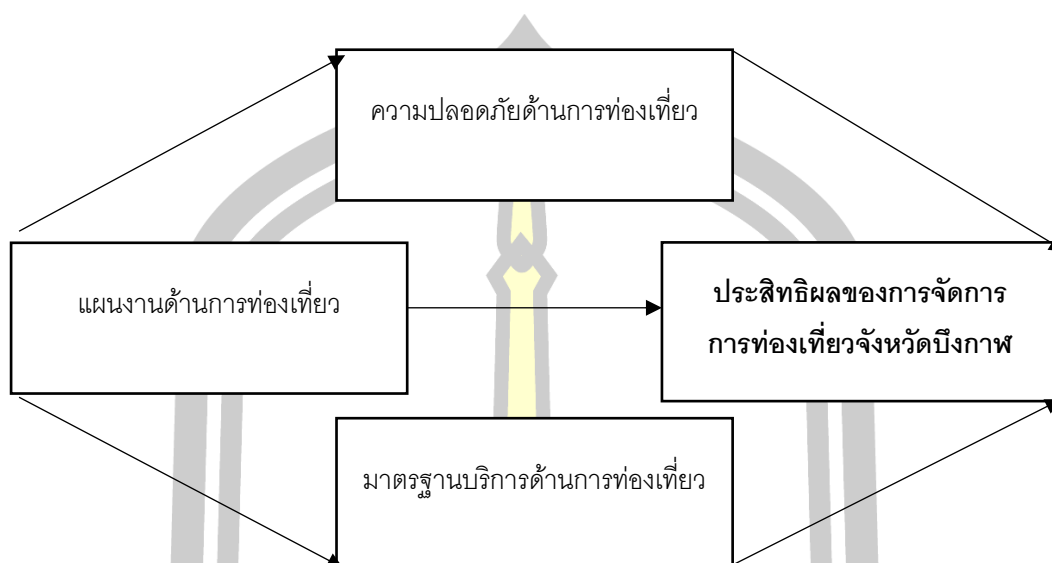 ความปลอดภัยด้านการท่องเที่ยว
แผนงานด้านการท่องเที่ยว
ประสิทธิผลของการจัดการ
การท่องเที่ยวจังหวัดบึงกาฬ
มาตรฐานบริการด้านการท่องเที่ยว